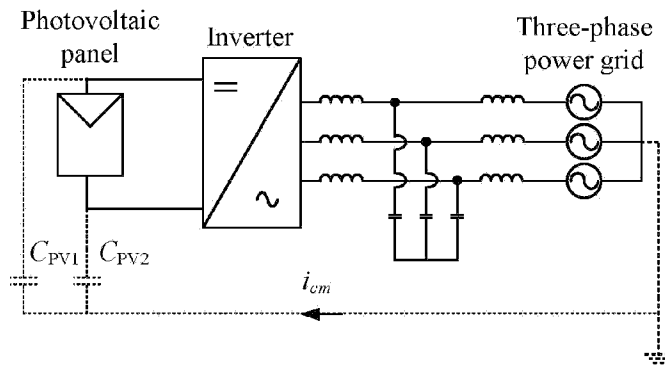 Photovoltaic
panel
Inverter
Three-phase
power grid
CPV1
CPV2
icm